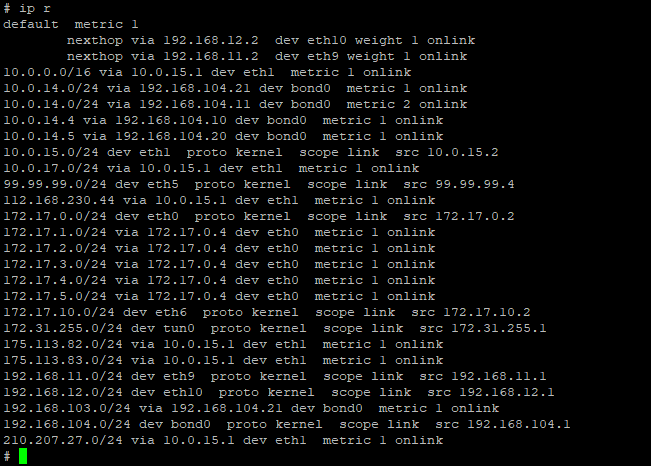 # ip r
default  metric 1
        nexthop via 192.168.12.2  dev eth10 weight 1 onlink
        nexthop via 192.168.11.2  dev eth9 weight 1 onlink
10.0.0.0/16 via 10.0.15.1 dev eth1  metric 1 onlink
10.0.14.0/24 via 192.168.104.21 dev bond0  metric 1 onlink
10.0.14.0/24 via 192.168.104.11 dev bond0  metric 2 onlink
10.0.14.4 via 192.168.104.10 dev bond0  metric 1 onlink
10.0.14.5 via 192.168.104.20 dev bond0  metric 1 onlink
10.0.15.0/24 dev eth1  proto kernel  scope link  src 10.0.15.2
10.0.17.0/24 via 10.0.15.1 dev eth1  metric 1 onlink
99.99.99.0/24 dev eth5  proto kernel  scope link  src 99.99.99.4
112.168.230.44 via 10.0.15.1 dev eth1  metric 1 onlink
172.17.0.0/24 dev eth0  proto kernel  scope link  src 172.17.0.2
172.17.1.0/24 via 172.17.0.4 dev eth0  metric 1 onlink
172.17.2.0/24 via 172.17.0.4 dev eth0  metric 1 onlink
172.17.3.0/24 via 172.17.0.4 dev eth0  metric 1 onlink
172.17.4.0/24 via 172.17.0.4 dev eth0  metric 1 onlink
172.17.5.0/24 via 172.17.0.4 dev eth0  metric 1 onlink
172.17.10.0/24 dev eth6  proto kernel  scope link  src 172.17.10.2
172.31.255.0/24 dev tun0  proto kernel  scope link  src 172.31.255.1
175.113.82.0/24 via 10.0.15.1 dev eth1  metric 1 onlink
175.113.83.0/24 via 10.0.15.1 dev eth1  metric 1 onlink
192.168.11.0/24 dev eth9  proto kernel  scope link  src 192.168.11.1
192.168.12.0/24 dev eth10  proto kernel  scope link  src 192.168.12.1
192.168.103.0/24 via 192.168.104.21 dev bond0  metric 1 onlink
192.168.104.0/24 dev bond0  proto kernel  scope link  src 192.168.104.1
210.207.27.0/24 via 10.0.15.1 dev eth1  metric 1 onlink
#